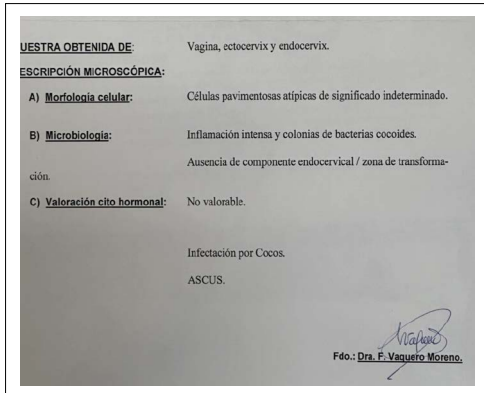 UESTRA OBTENIDA DE: Vagina, ectocervix y endocervix.
ESCRIPCIÓN MICROSCÓPICA:
A) Morfología celular: Células pavimentosas atípicas de significado indeterminado.
B) Microbiología: Inflamación intensa y colonias de bacterias cocoides.
Ausencia de componente endocervical / zona de transforma-
ción.
C) Valoración cito hormonal: No valorable.
Infectación por Cocos.
ASCUS.
Fdo.: Dra. F. Vaquero Moreno.